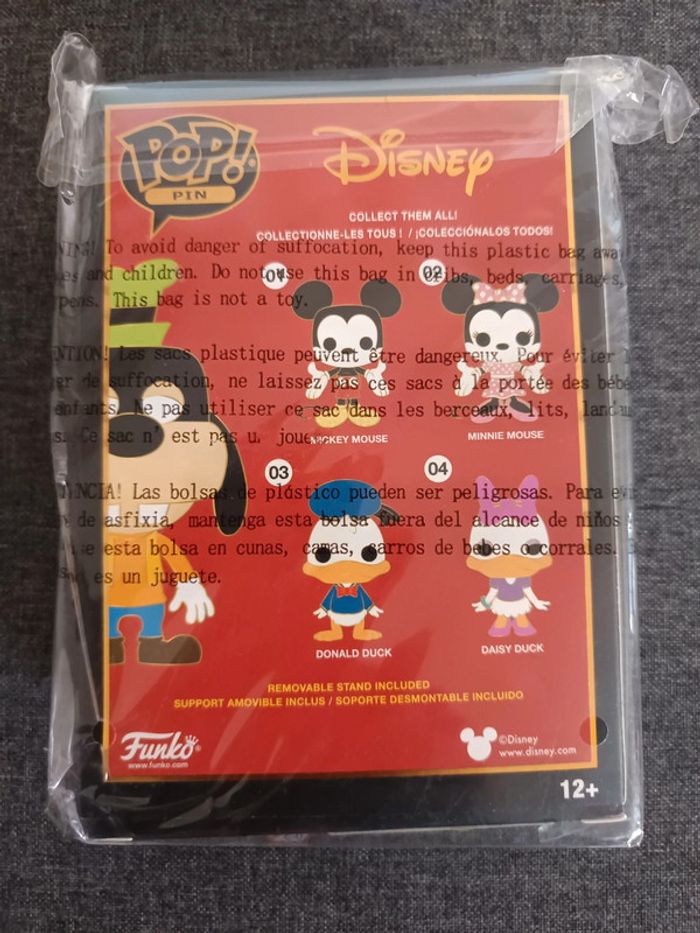 POP!
PIN
DISNEY
COLLECT THEM ALL!
COLLECTIONNE-LES TOUS ! / ¡COLECCIÓNALOS TODOS!
To avoid danger of suffocation, keep this plastic bag
and children. Do not use this bag in cribs, beds, carriages,
This bag is not a toy.
01
02
Les sacs plastique peuvent être dangereux. Pour éviter
de suffocation, ne laissez pas ces sacs à la portée des
Ne pas utiliser ce sac dans les berceaux, lits,
Ce sac n'est pas u. joue
MICKEY MOUSE
MINNIE MOUSE
03
04
Las bolsas de plástico pueden ser peligrosas. Para
de asfixia, mantenga esta bolsa fuera del alcance de niños
esta bolsa en cunas, camas, carros de bebes o corrales.
es un juguete.
DONALD DUCK
DAISY DUCK
REMOVABLE STAND INCLUDED
SUPPORT AMOVIBLE INCLUS / SOPORTE DESMONTABLE INCLUIDO
Funko®
www.funko.com
©Disney
www.disney.com
12+